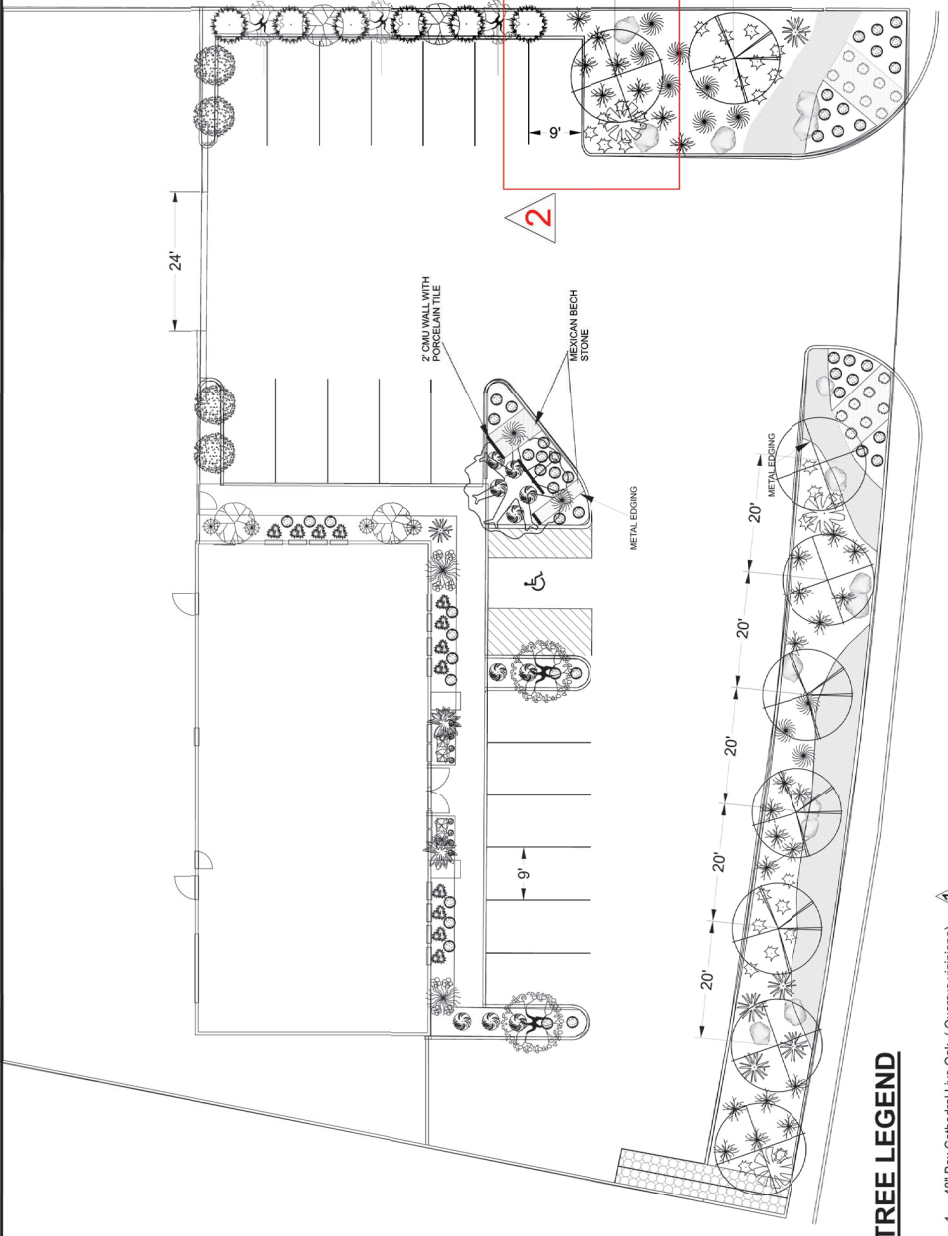 24'
9'
2
2' CMU WALL WITH
PORCELAIN TILE
MEXICAN BECH
STONE
METAL EDGING
METAL EDGING
20'
20'
20'
20'
20'
9'
TREE LEGEND